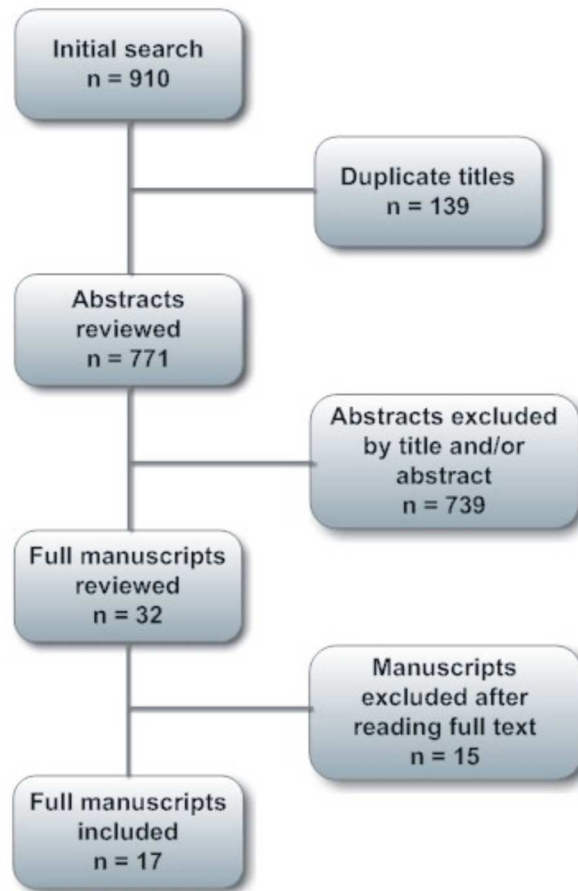 Initial search
n = 910
Duplicate titles
n = 139
Abstracts
reviewed
n = 771
Abstracts excluded
by title and/or
abstract
n = 739
Full manuscripts
reviewed
n = 32
Manuscripts
excluded after
reading full text
n = 15
Full manuscripts
included
n = 17